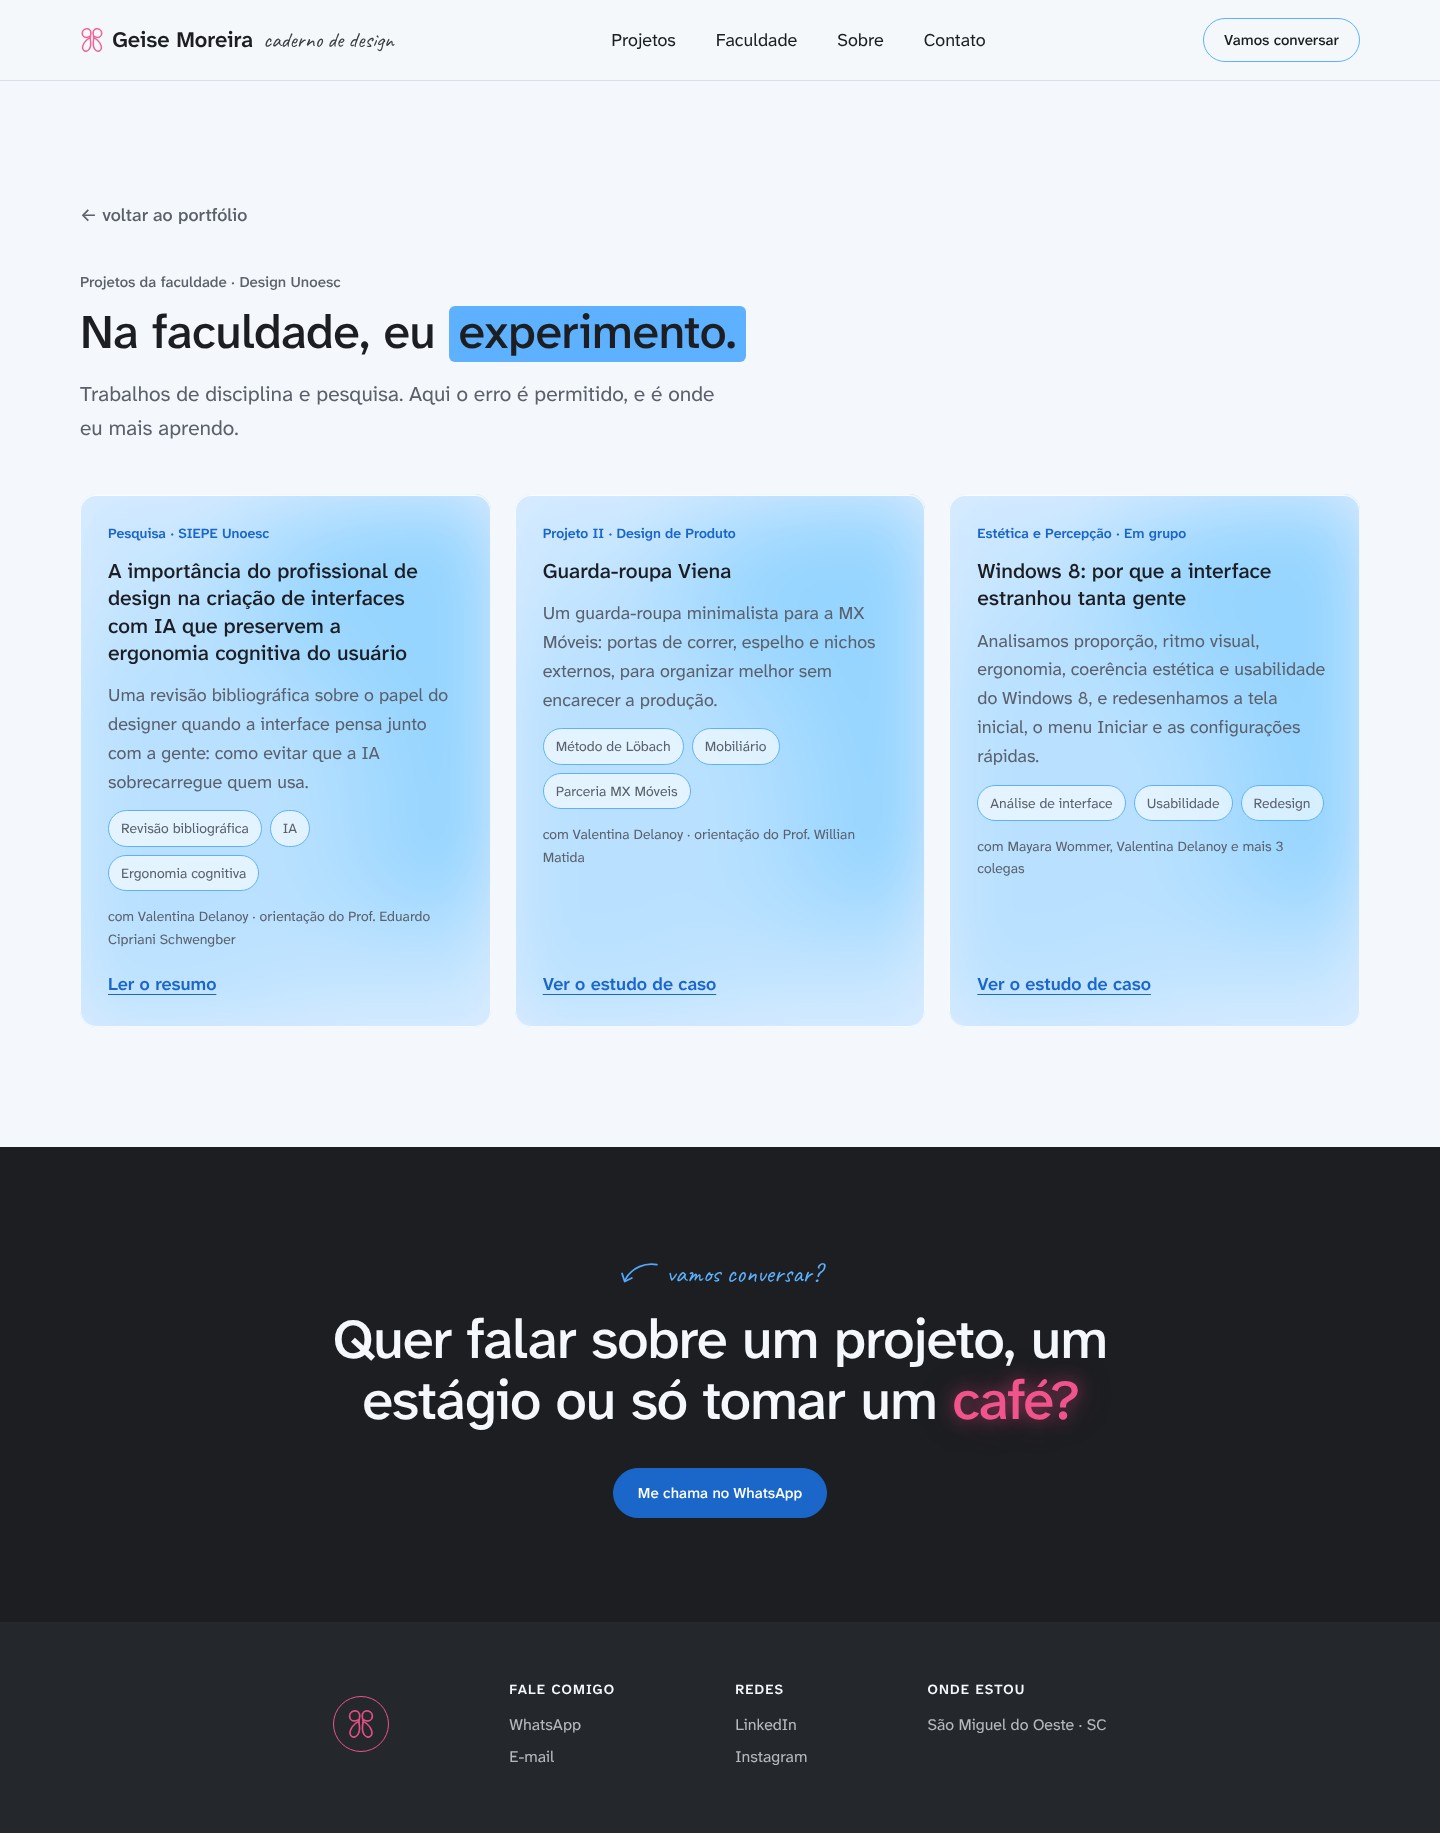 Geise Moreira caderno de design
Projetos Faculdade Sobre Contato
Vamos conversar
← voltar ao portfólio
Projetos da faculdade · Design Unoesc
Na faculdade, eu experimento.
Trabalhos de disciplina e pesquisa. Aqui o erro é permitido, e é onde
eu mais aprendo.
Pesquisa · SIEPE Unoesc
A importância do profissional de
design na criação de interfaces
com IA que preservem a
ergonomia cognitiva do usuário
Uma revisão bibliográfica sobre o papel do
designer quando a interface pensa junto
com a gente: como evitar que a IA
sobrecarregue quem usa.
Revisão bibliográfica
IA
Ergonomia cognitiva
com Valentina Delanoy · orientação do Prof. Eduardo
Cipriani Schwengber
Ler o resumo
Projeto II · Design de Produto
Guarda-roupa Viena
Um guarda-roupa minimalista para a MX
Móveis: portas de correr, espelho e nichos
externos, para organizar melhor sem
encarecer a produção.
Método de Löbach
Mobiliário
Parceria MX Móveis
com Valentina Delanoy · orientação do Prof. Willian
Matida
Ver o estudo de caso
Estética e Percepção · Em grupo
Windows 8: por que a interface
estranhou tanta gente
Analisamos proporção, ritmo visual,
ergonomia, coerência estética e usabilidade
do Windows 8, e redesenhamos a tela
inicial, o menu Iniciar e as configurações
rápidas.
Análise de interface
Usabilidade
Redesign
com Mayara Wommer, Valentina Delanoy e mais 3
colegas
Ver o estudo de caso
vamos conversar?
Quer falar sobre um projeto, um
estágio ou só tomar um café?
Me chama no WhatsApp
FALE COMIGO
WhatsApp
E-mail
REDES
LinkedIn
Instagram
ONDE ESTOU
São Miguel do Oeste · SC